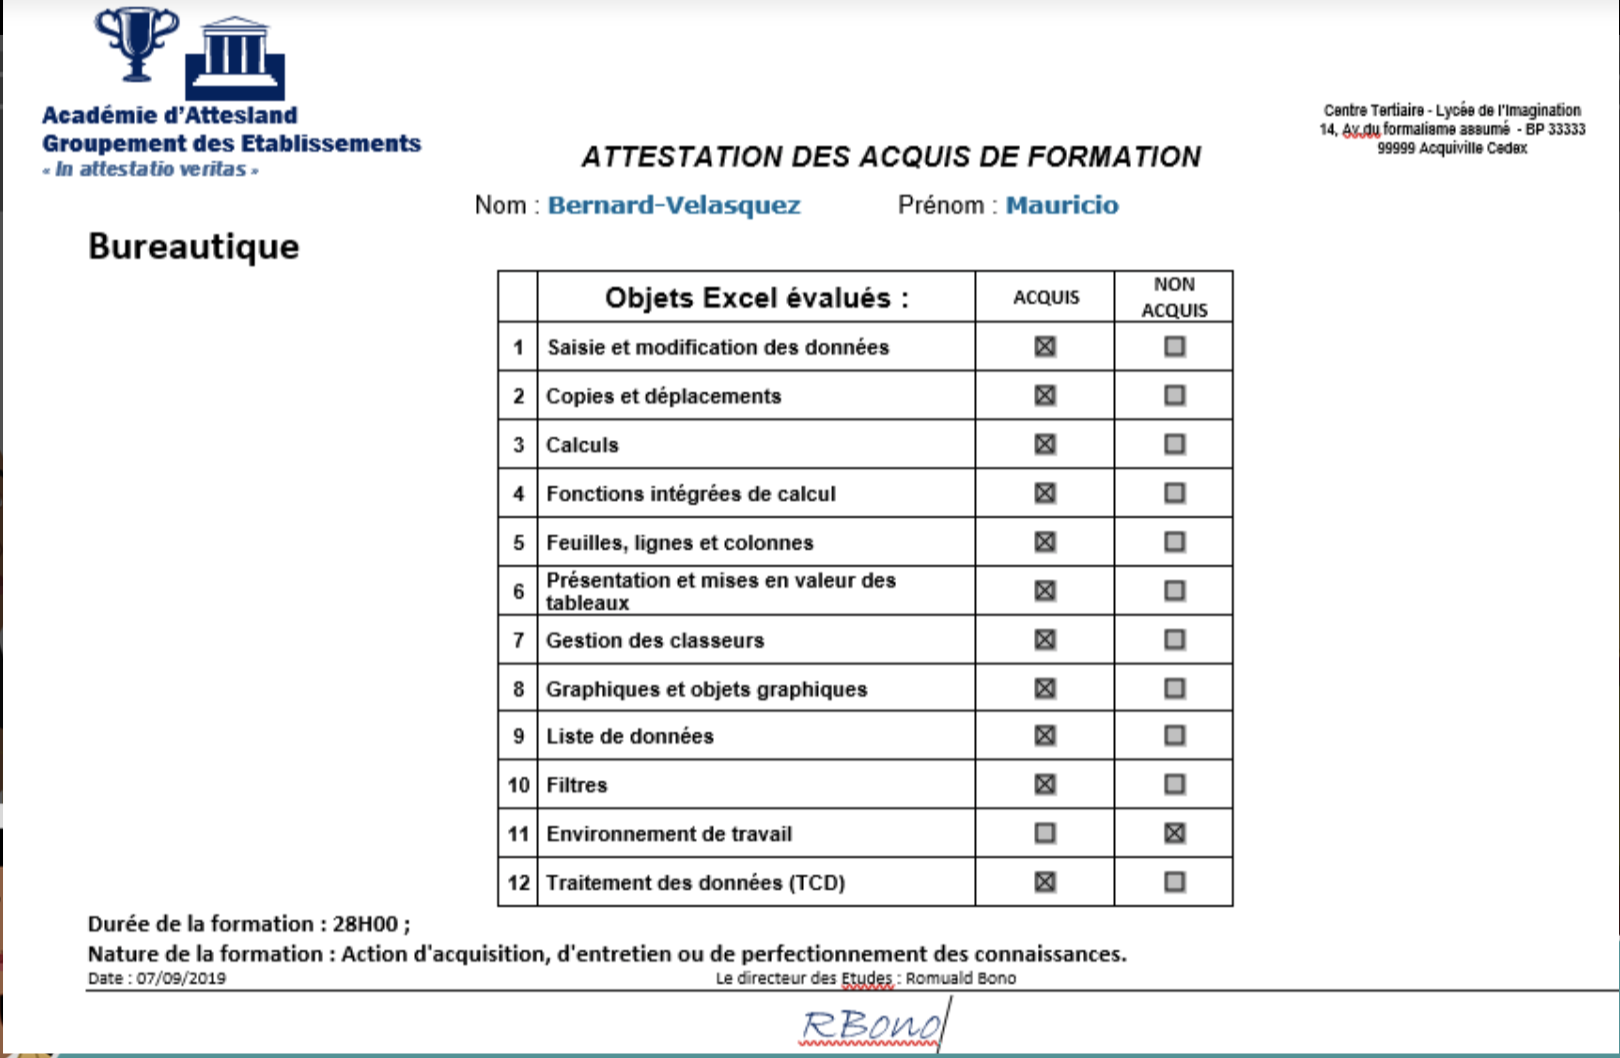 Académie d'Attesland
Groupement des Etablissements
« In attestatio veritas »
Centre Tertiaire - Lycée de l'Imagination
14, Av.du formalisme assumé - BP 33333
99999 Acquiville Cedex
ATTESTATION DES ACQUIS DE FORMATION
Nom : Bernard-Velasquez Prénom : Mauricio
Bureautique
Objets Excel évalués : ACQUIS NON ACQUIS
1 Saisie et modification des données ☒ ☐
2 Copies et déplacements ☒ ☐
3 Calculs ☒ ☐
4 Fonctions intégrées de calcul ☒ ☐
5 Feuilles, lignes et colonnes ☒ ☐
6 Présentation et mises en valeur des
tableaux ☒ ☐
7 Gestion des classeurs ☒ ☐
8 Graphiques et objets graphiques ☒ ☐
9 Liste de données ☒ ☐
10 Filtres ☒ ☐
11 Environnement de travail ☐ ☒
12 Traitement des données (TCD) ☒ ☐
Durée de la formation : 28H00 ;
Nature de la formation : Action d'acquisition, d'entretien ou de perfectionnement des connaissances.
Date : 07/09/2019 Le directeur des Etudes : Romuald Bono
RBono